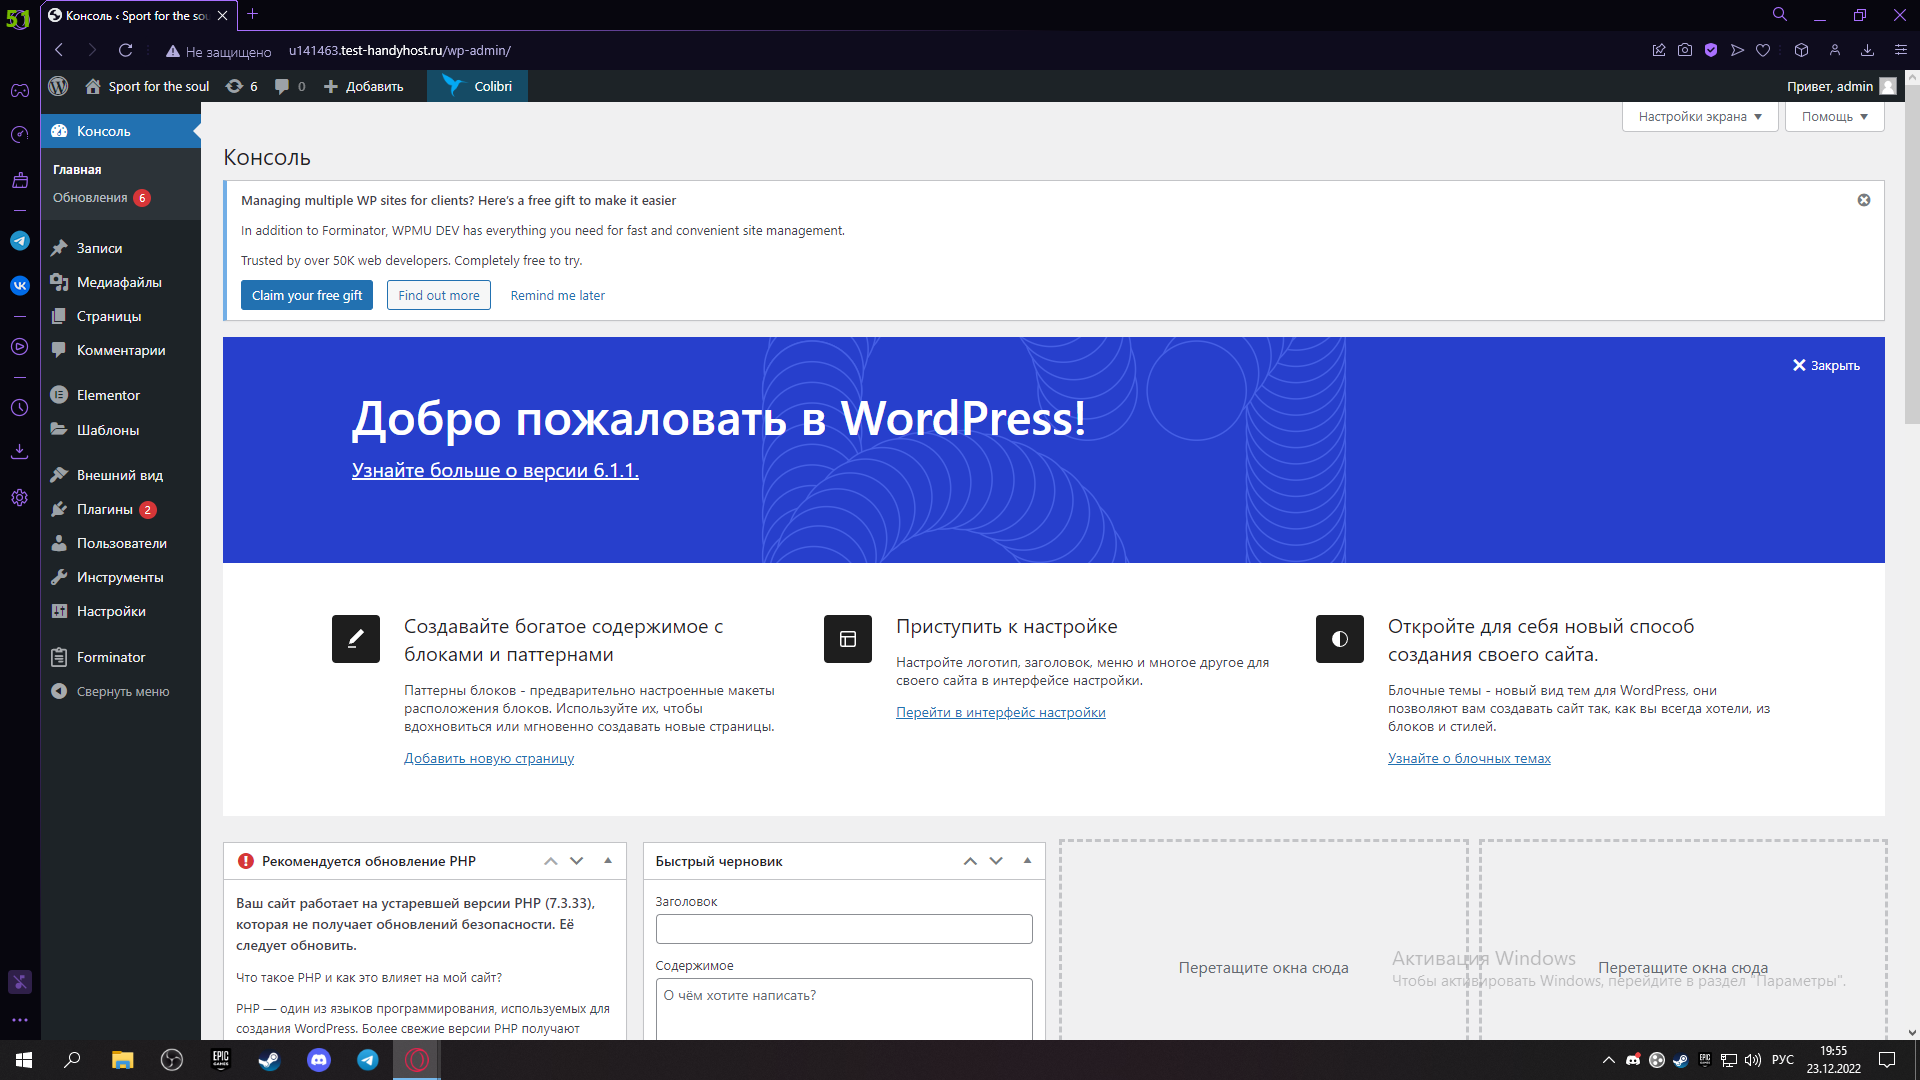 51
Консоль ‹ Sport for the sou
Не защищено
u141463.test-handyhost.ru/wp-admin/
Sport for the soul
6
0
Добавить
Colibri
Привет, admin
Настройки экрана
Помощь
Консоль
Главная
Обновления 6
Записи
Медиафайлы
Страницы
Комментарии
Elementor
Шаблоны
Внешний вид
Плагины 2
Пользователи
Инструменты
Настройки
Forminator
Свернуть меню
Консоль
Managing multiple WP sites for clients? Here's a free gift to make it easier
In addition to Forminator, WPMU DEV has everything you need for fast and convenient site management.
Trusted by over 50K web developers. Completely free to try.
Claim your free gift
Find out more
Remind me later
Закрыть
Добро пожаловать в WordPress!
Узнайте больше о версии 6.1.1.
Создавайте богатое содержимое с
блоками и паттернами
Паттерны блоков - предварительно настроенные макеты
расположения блоков. Используйте их, чтобы
вдохновиться или мгновенно создавать новые страницы.
Добавить новую страницу
Приступить к настройке
Настройте логотип, заголовок, меню и многое другое для
своего сайта в интерфейсе настройки.
Перейти в интерфейс настройки
Откройте для себя новый способ
создания своего сайта.
Блочные темы - новый вид тем для WordPress, они
позволяют вам создавать сайт так, как вы всегда хотели, из
блоков и стилей.
Узнайте о блочных темах
Рекомендуется обновление PHP
Ваш сайт работает на устаревшей версии PHP (7.3.33),
которая не получает обновлений безопасности. Её
следует обновить.
Что такое PHP и как это влияет на мой сайт?
PHP — один из языков программирования, используемых для
создания WordPress. Более свежие версии PHP получают
Быстрый черновик
Заголовок
Содержимое
О чём хотите написать?
Перетащите окна сюда
Перетащите окна сюда
Активация Windows
Чтобы активировать Windows, перейдите в раздел "Параметры".
EPIC
GAMES
EPIC
РУС
19:55
23.12.2022